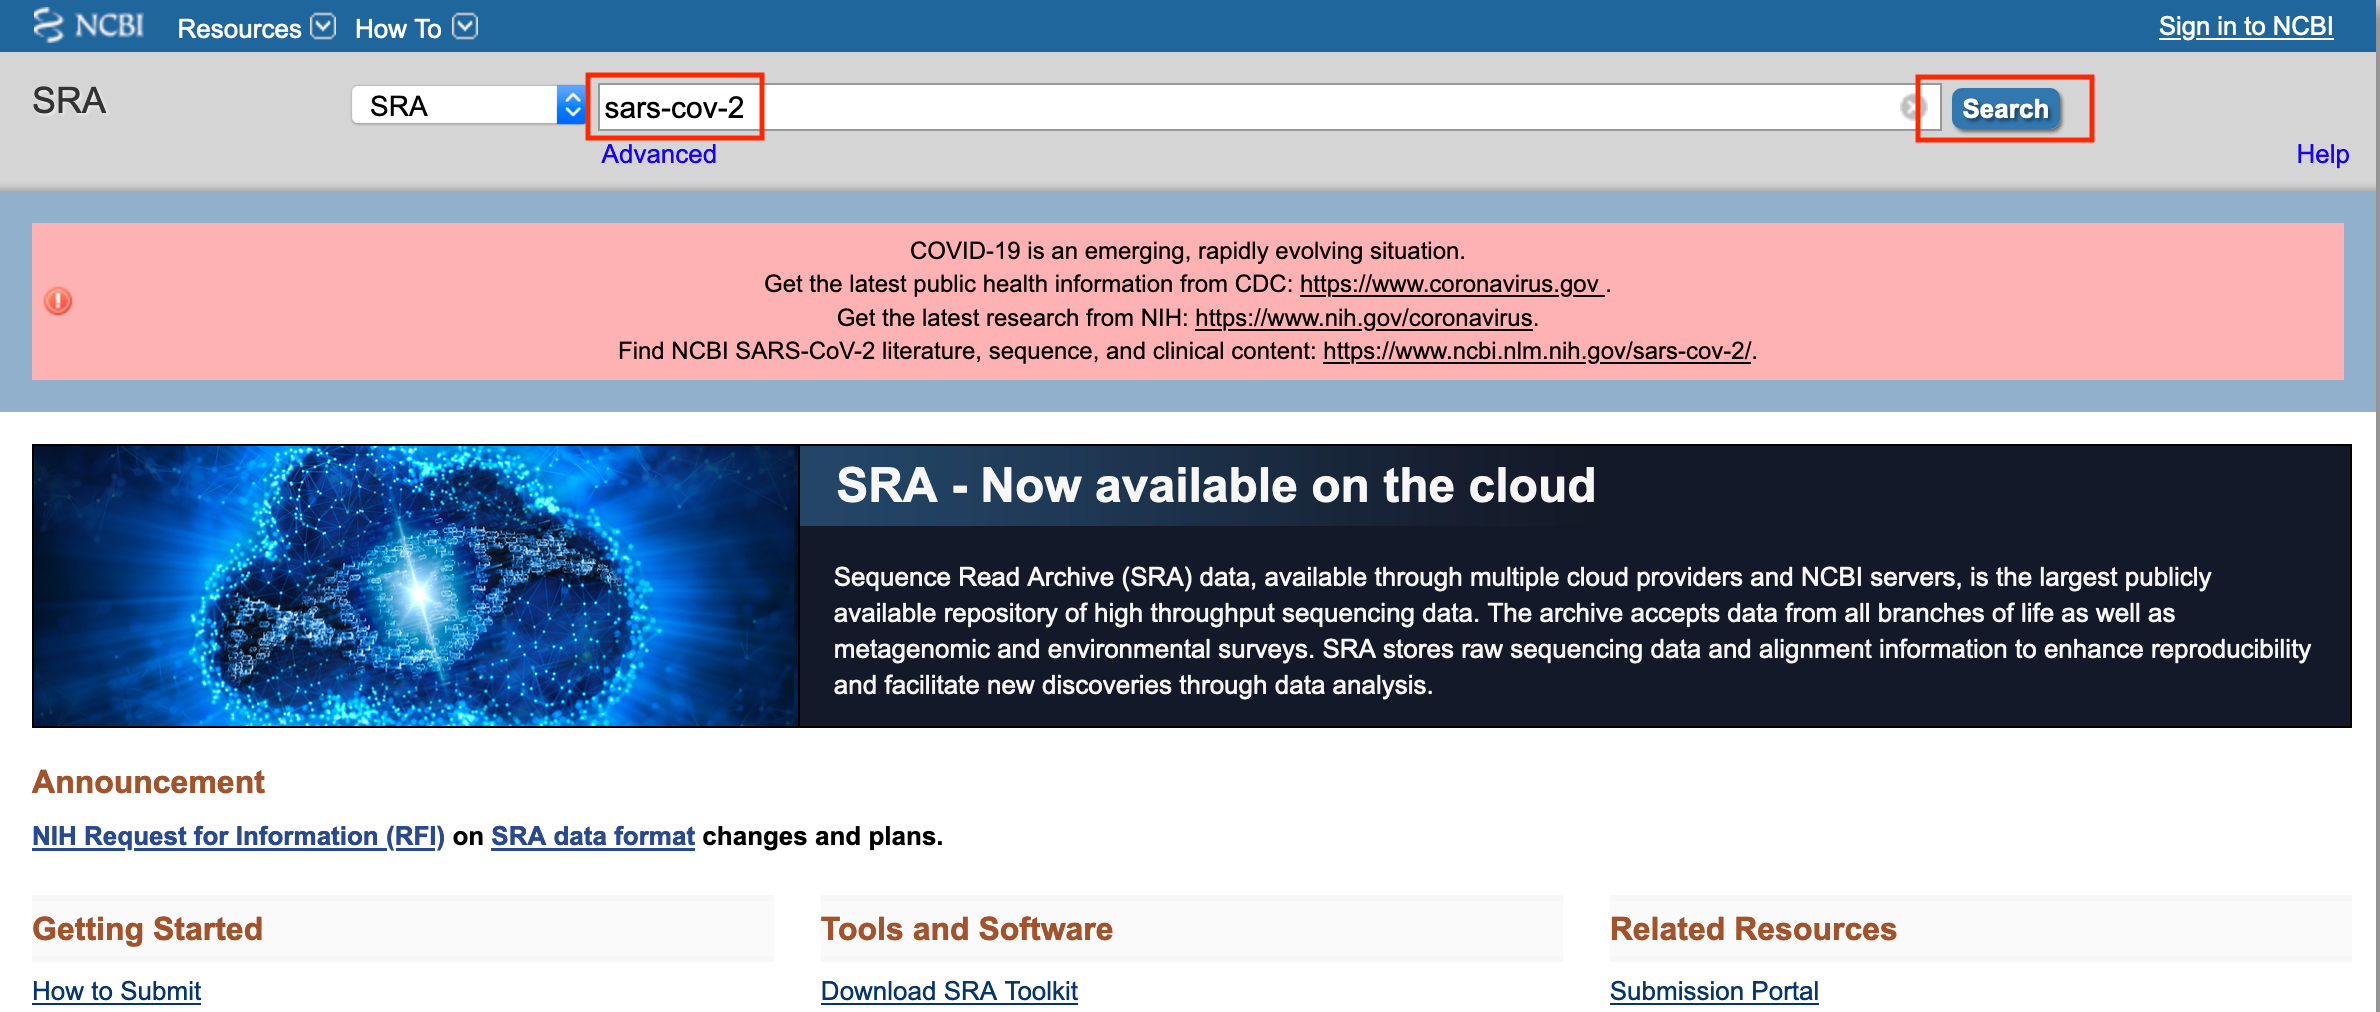 NCBI Resources How To Sign in to NCBI
SRA SRA sars-cov-2 Search
Advanced Help
COVID-19 is an emerging, rapidly evolving situation.
Get the latest public health information from CDC: https://www.coronavirus.gov .
Get the latest research from NIH: https://www.nih.gov/coronavirus.
Find NCBI SARS-CoV-2 literature, sequence, and clinical content: https://www.ncbi.nlm.nih.gov/sars-cov-2/.
SRA - Now available on the cloud
Sequence Read Archive (SRA) data, available through multiple cloud providers and NCBI servers, is the largest publicly
available repository of high throughput sequencing data. The archive accepts data from all branches of life as well as
metagenomic and environmental surveys. SRA stores raw sequencing data and alignment information to enhance reproducibility
and facilitate new discoveries through data analysis.
Announcement
NIH Request for Information (RFI) on SRA data format changes and plans.
Getting Started
How to Submit
Tools and Software
Download SRA Toolkit
Related Resources
Submission Portal